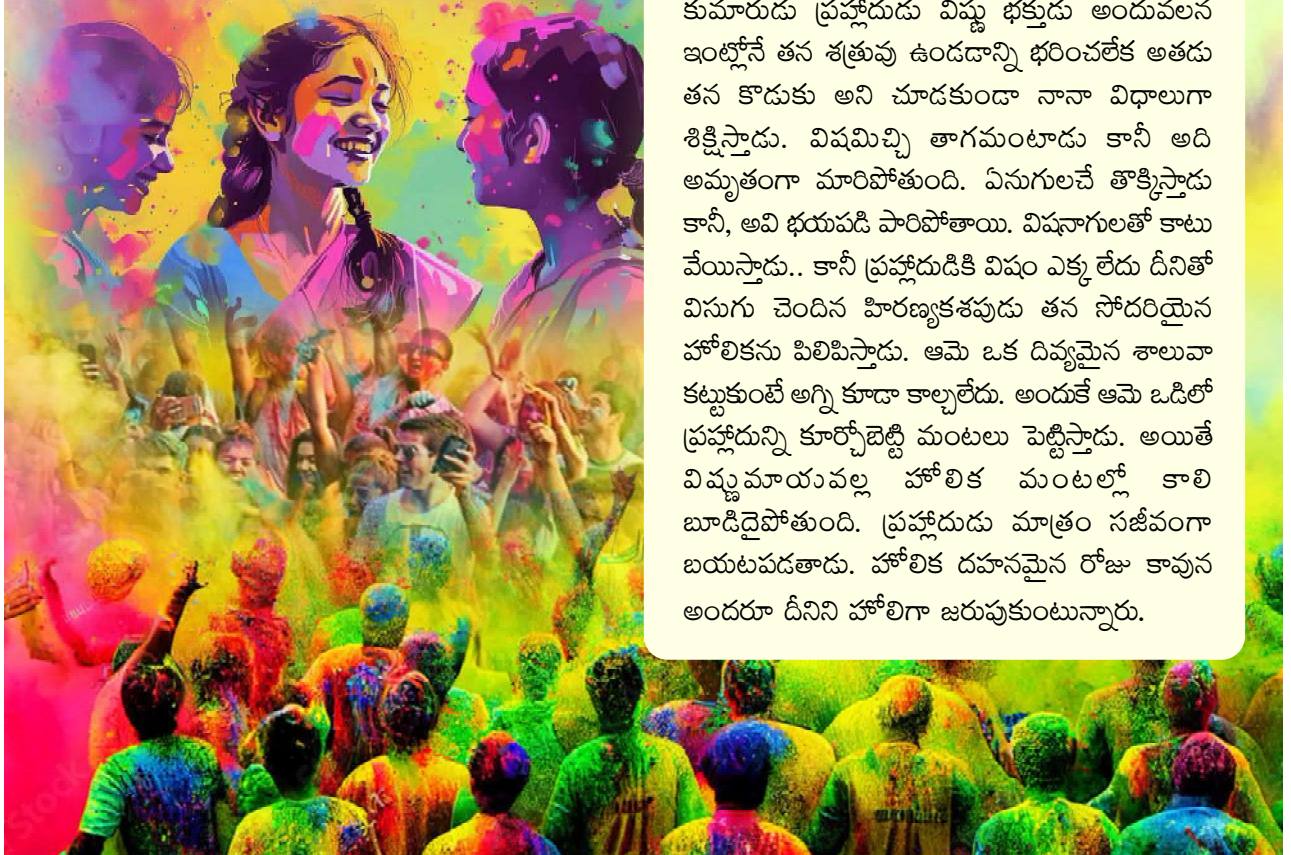 కుమారుడు ప్రహ్లాదుడు విష్ణు భక్తుడు అందువలన
ఇంట్లోనే తన శత్రువు ఉండడాన్ని భరించలేక అతడు
తన కొడుకు అని చూడకుండా నానా విధాలుగా
శిక్షిస్తాడు. విషమిచ్చి తాగమంటాడు కానీ అది
అమృతంగా మారిపోతుంది. ఏనుగులచే తొక్కిస్తాడు
కానీ, అవి భయపడి పారిపోతాయి. విషనాగులతో కాటు
వేయిస్తాడు.. కానీ ప్రహ్లాదుడికి విషం ఎక్క లేదు దీనితో
విసుగు చెందిన హిరణ్యకశపుడు తన సోదరియైన
హోలికను పిలిపిస్తాడు. ఆమె ఒక దివ్యమైన శాలువా
కట్టుకుంటే అగ్ని కూడా కాల్చలేదు. అందుకే ఆమె ఒడిలో
ప్రహ్లాదున్ని కూర్చోబెట్టి మంటలు పెట్టిస్తాడు. అయితే
విష్ణుమాయవల్ల హోలిక మంటల్లో కాలి
బూడిదైపోతుంది. ప్రహ్లాదుడు మాత్రం సజీవంగా
బయటపడతాడు. హోలిక దహనమైన రోజు కావున
అందరూ దీనిని హోలిగా జరుపుకుంటున్నారు.